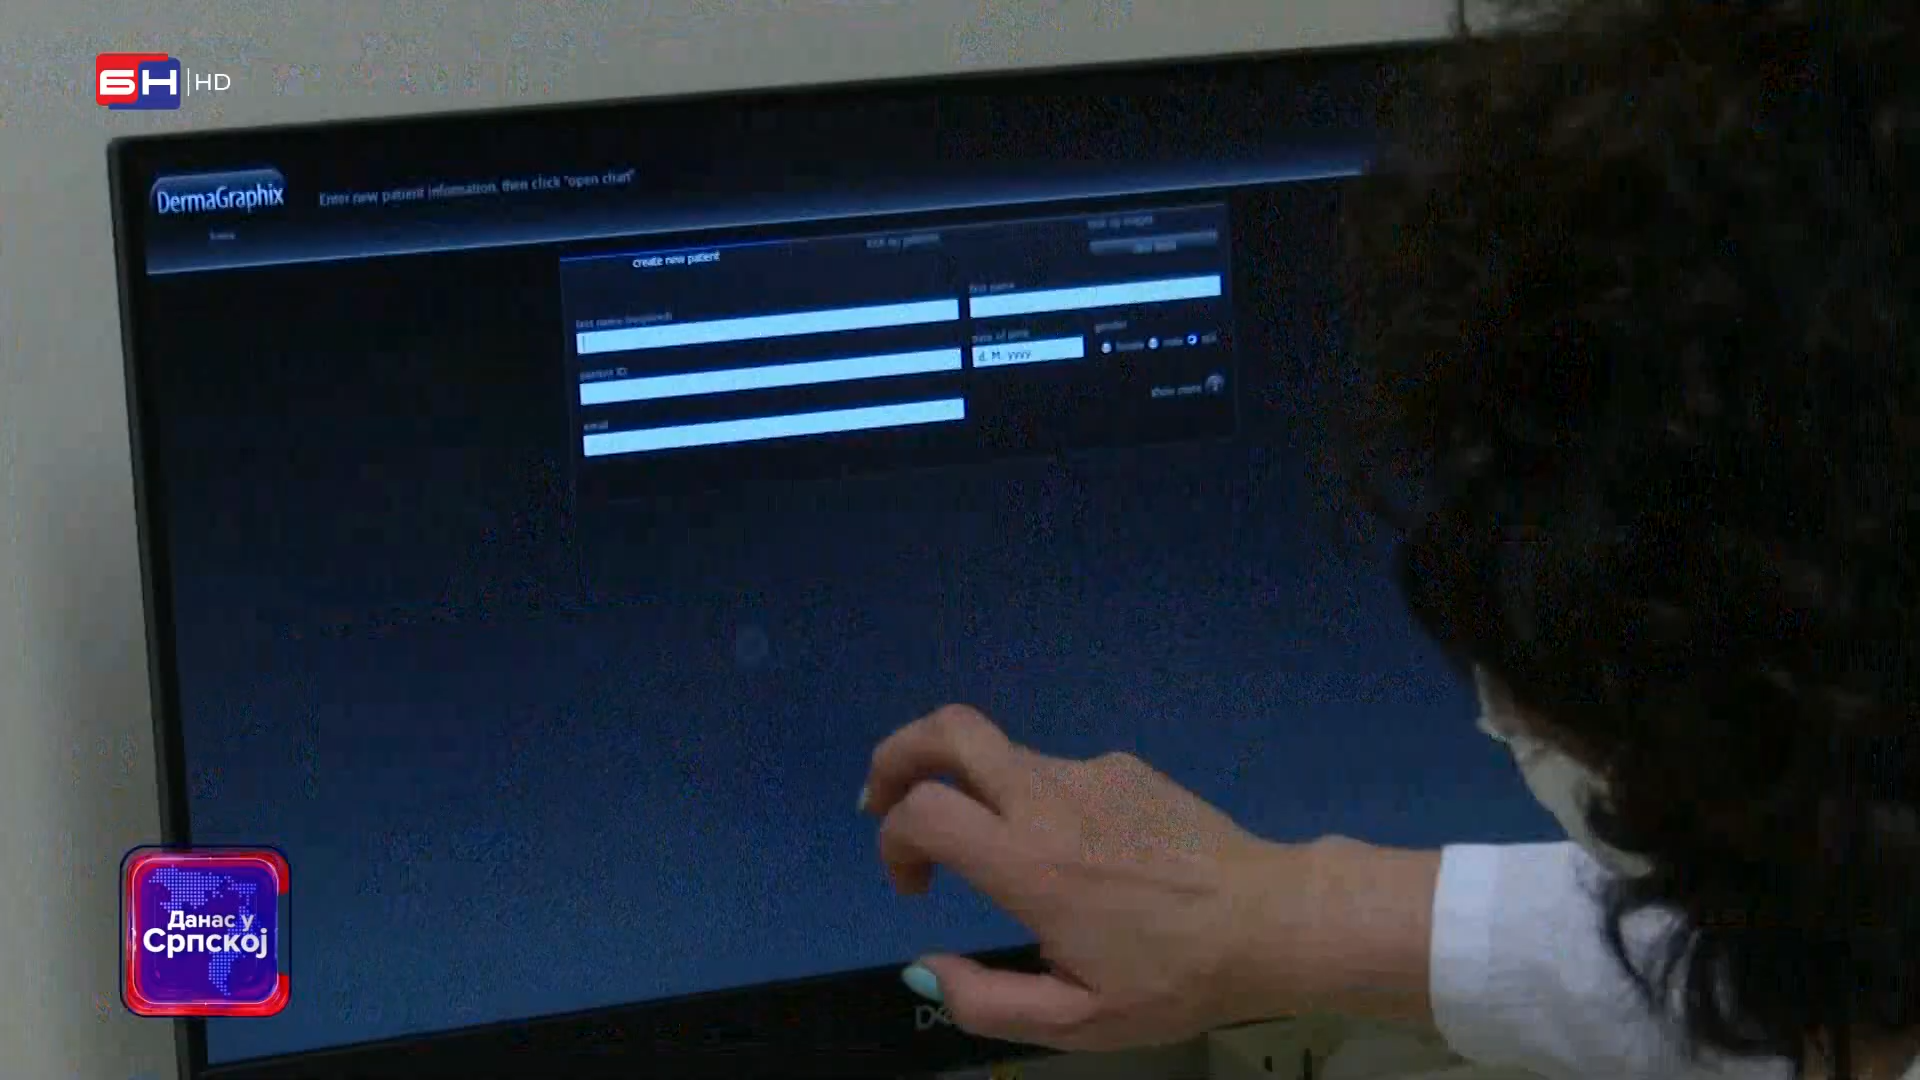 БН HD
DermaGraphix
Enter new patient information, then click "open chart"
home
create new patient
last name (required)
first name
patient ID
date of birth
d. M. yyyy
gender
female male n/a
show more
email
Данас у
Српској